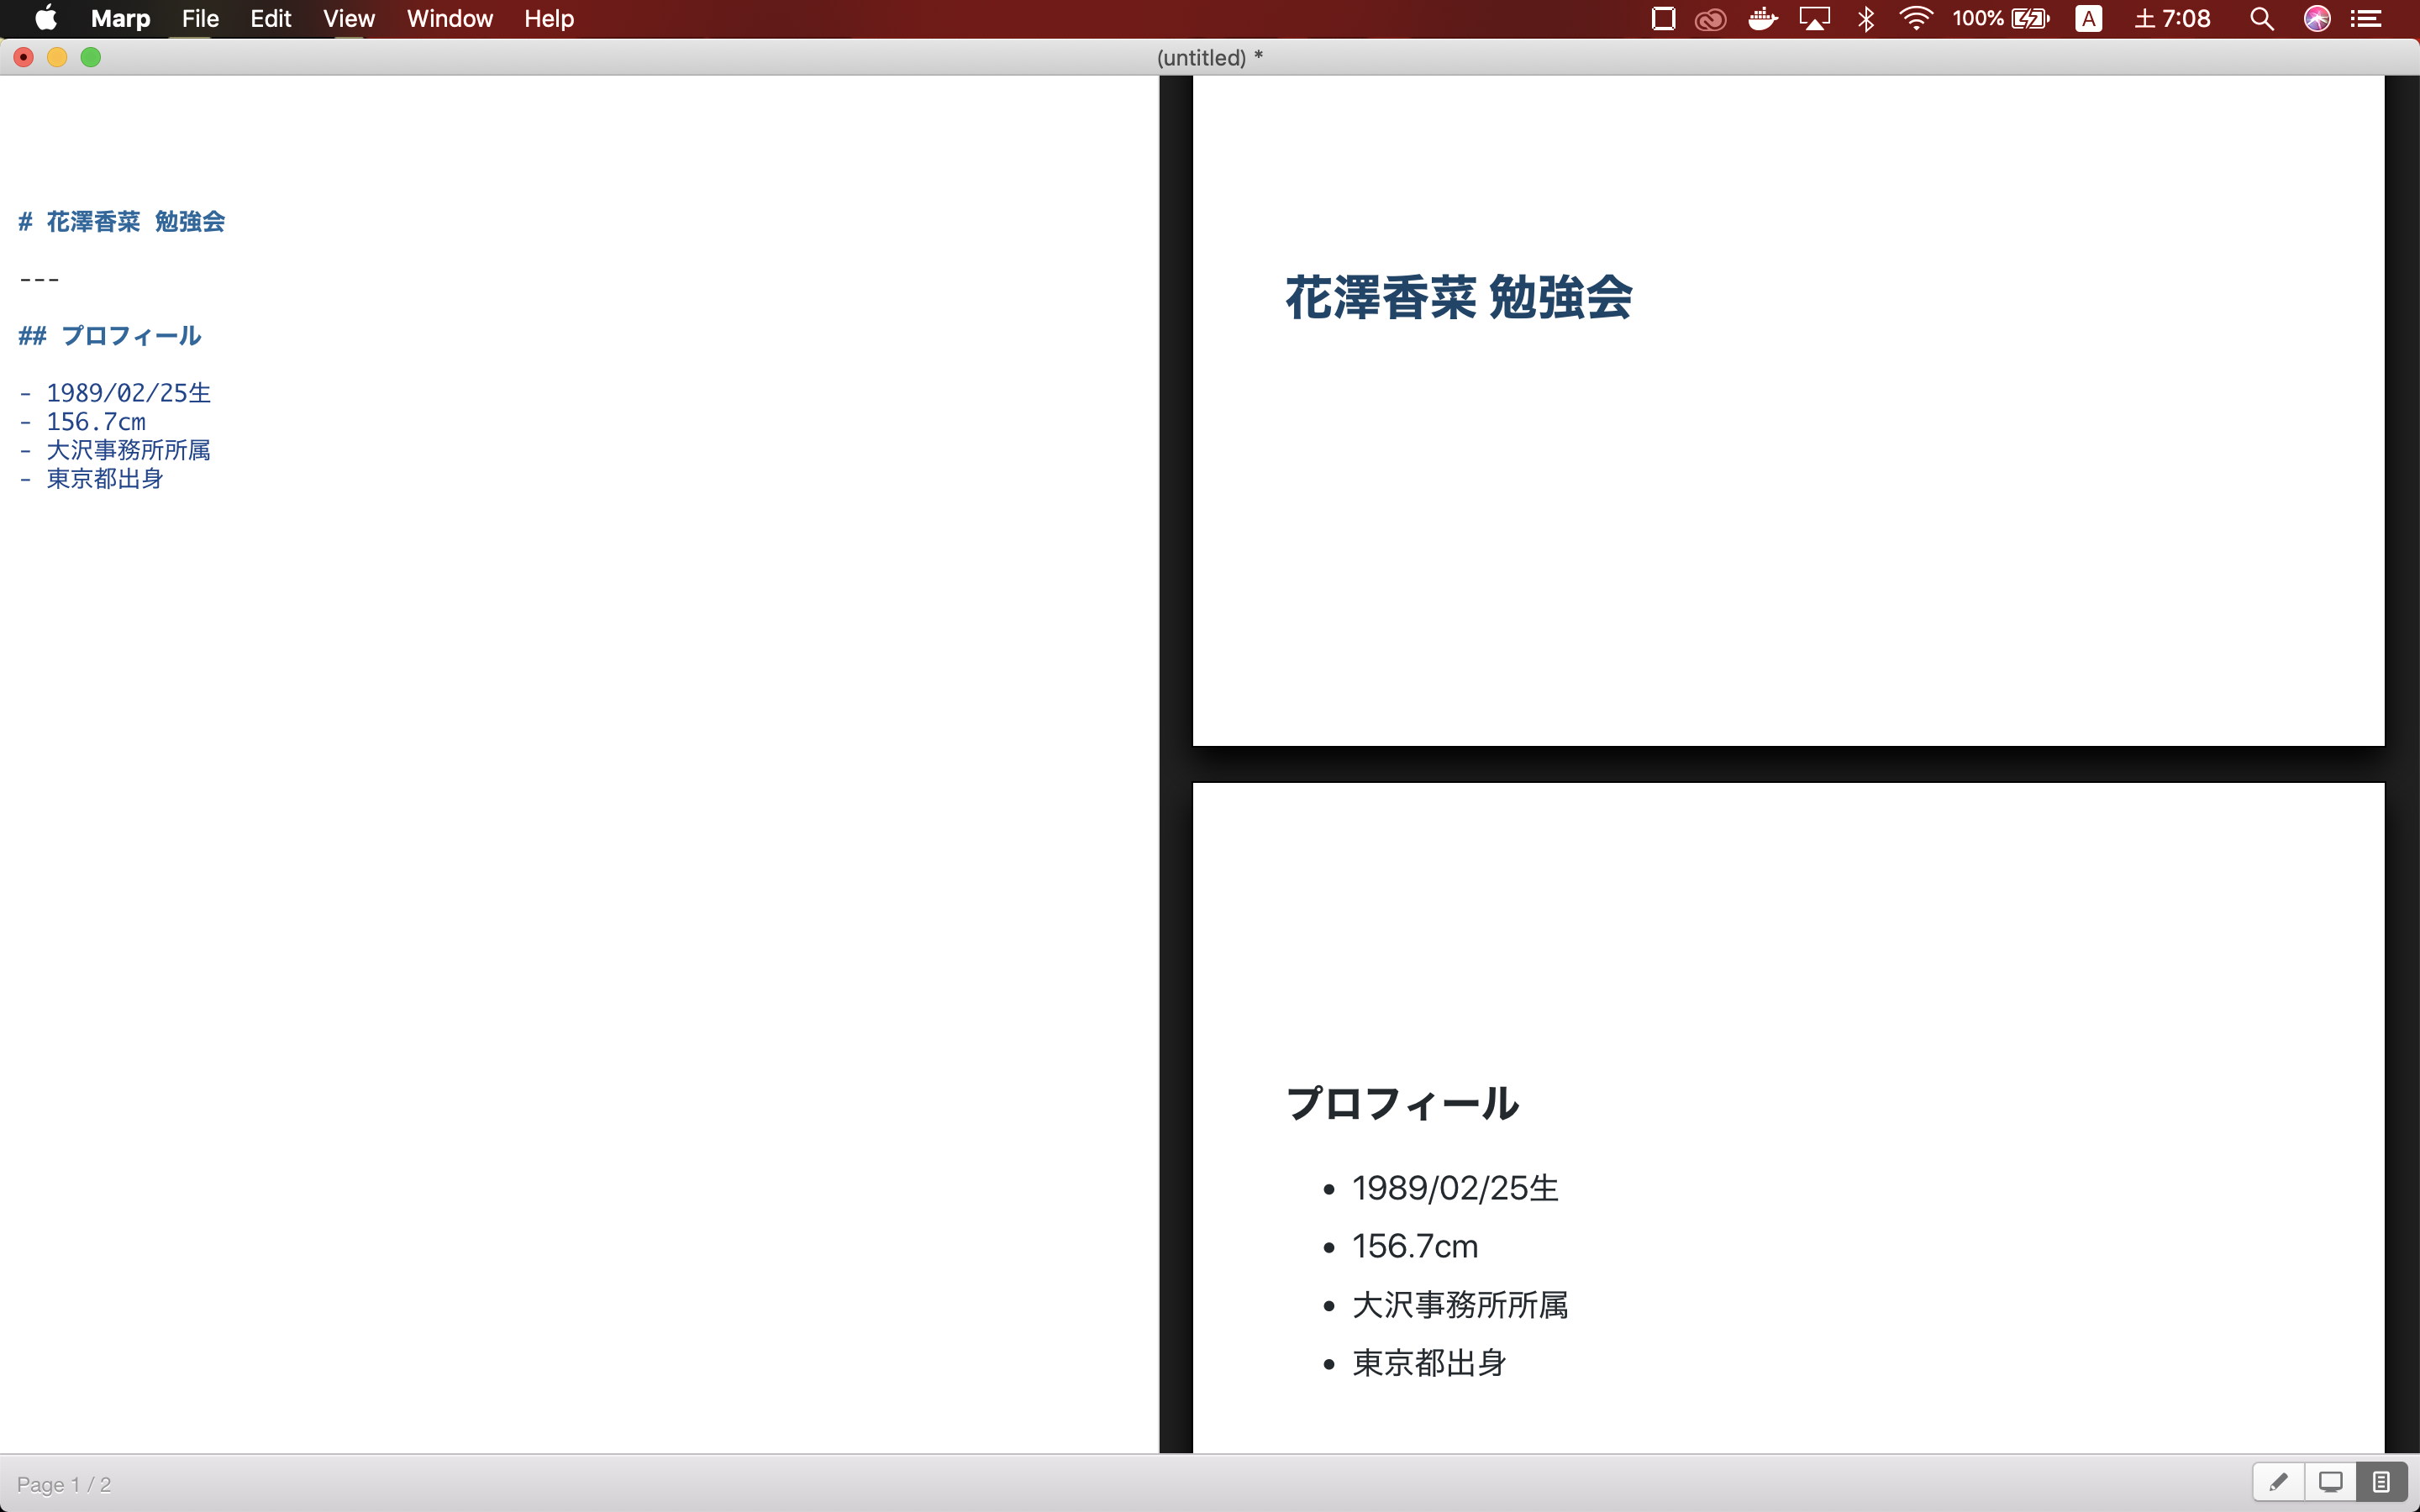 Marp File Edit View Window Help 100% A 土 7:08
(untitled) *
# 花澤香菜 勉強会
---
## プロフィール
- 1989/02/25生
- 156.7cm
- 大沢事務所所属
- 東京都出身
花澤香菜 勉強会
プロフィール
• 1989/02/25生
• 156.7cm
• 大沢事務所所属
• 東京都出身
Page 1 / 2